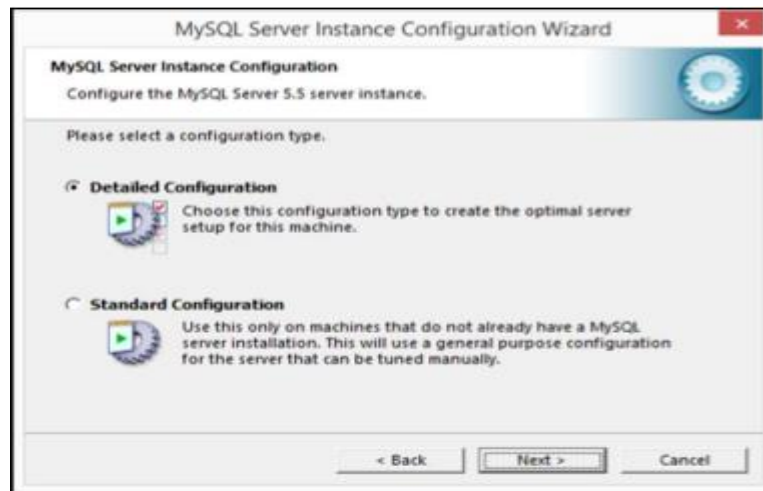 MySQL Server Instance Configuration Wizard
MySQL Server Instance Configuration
Configure the MySQL Server 5.5 server instance.
Please select a configuration type.
Detailed Configuration
Choose this configuration type to create the optimal server
setup for this machine.
Standard Configuration
Use this only on machines that do not already have a MySQL
server installation. This will use a general purpose configuration
for the server that can be tuned manually.
< Back
Next >
Cancel